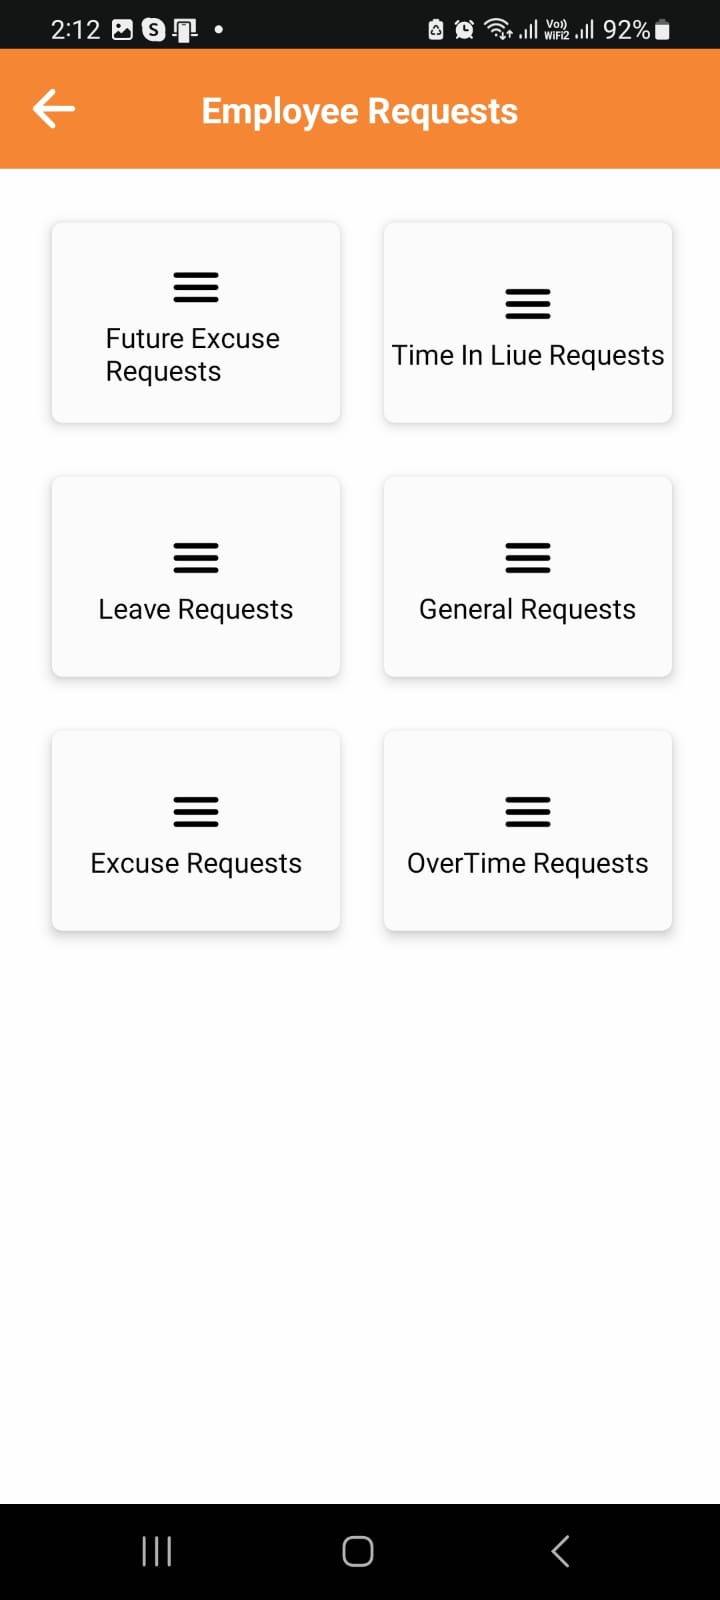 2:12 S Vo)) WiFi2 92%
Employee Requests
Future Excuse
Requests
Time In Liue Requests
Leave Requests
General Requests
Excuse Requests
OverTime Requests